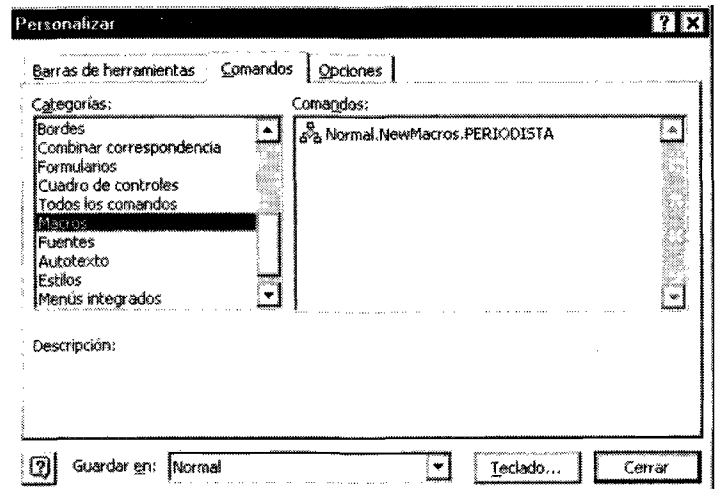 Personalizar
Barras de herramientas Comandos Opciones
Categorías: Comandos:
Bordes
Combinar correspondencia
Formularios
Cuadro de controles
Todos los comandos
Macros
Fuentes
Autotexto
Estilos
Menús integrados
Normal.NewMacros.PERIODISTA
Descripción:
Guardar en: Normal Teclado... Cerrar